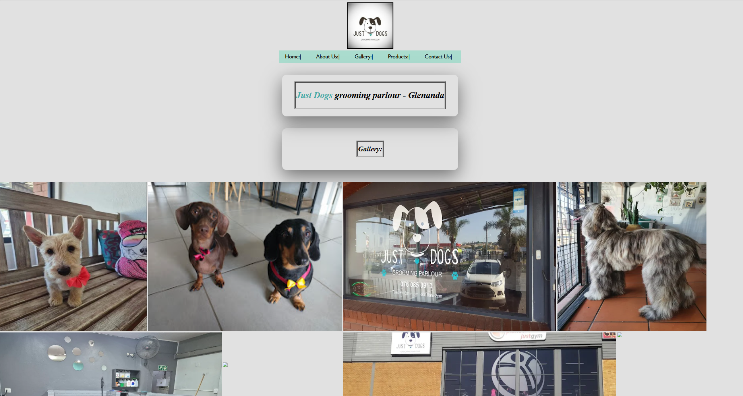 JUST DOGS
Home| About Us| Gallery| Products| Contact Us|
Just Dogs grooming parlour - Glenanda
Gallery:
JUST DOGS
GROOMING PARLOUR
JUST DOGS